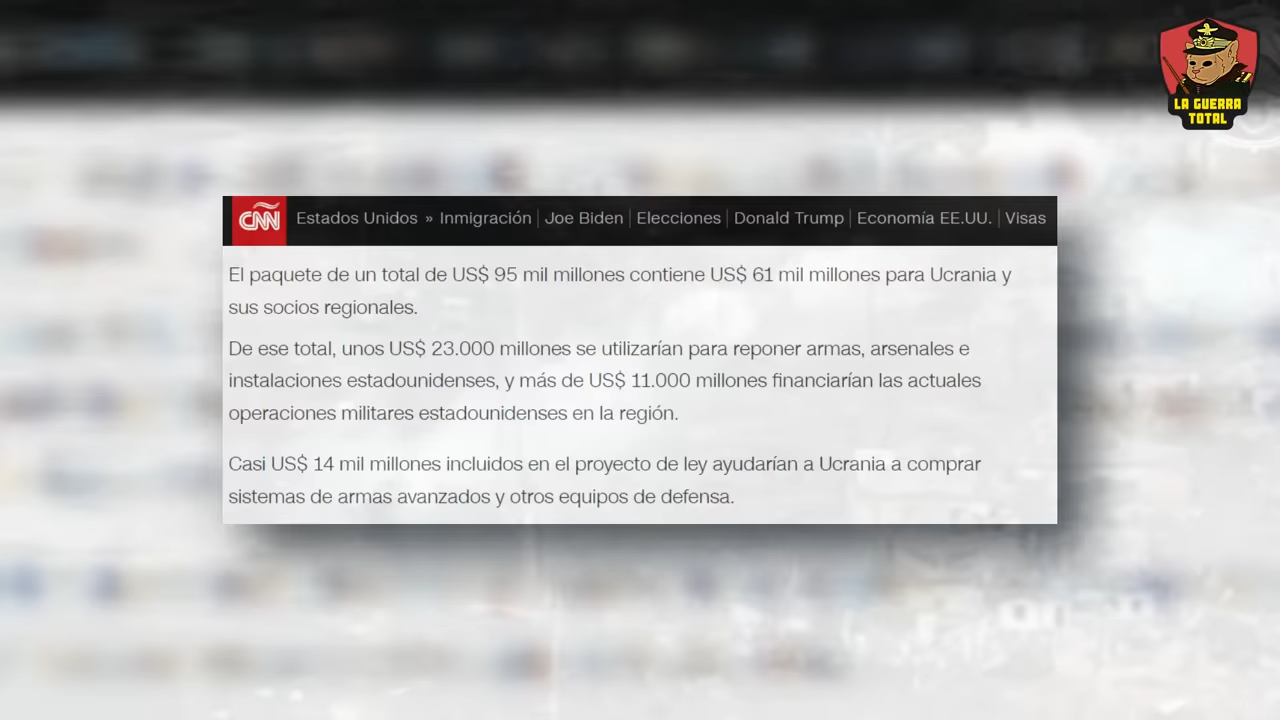 LA GUERRA
TOTAL
CNN Estados Unidos » Inmigración | Joe Biden | Elecciones | Donald Trump | Economía EE.UU. | Visas
El paquete de un total de US$ 95 mil millones contiene US$ 61 mil millones para Ucrania y
sus socios regionales.
De ese total, unos US$ 23.000 millones se utilizarían para reponer armas, arsenales e
instalaciones estadounidenses, y más de US$ 11.000 millones financiarían las actuales
operaciones militares estadounidenses en la región.
Casi US$ 14 mil millones incluidos en el proyecto de ley ayudarían a Ucrania a comprar
sistemas de armas avanzados y otros equipos de defensa.